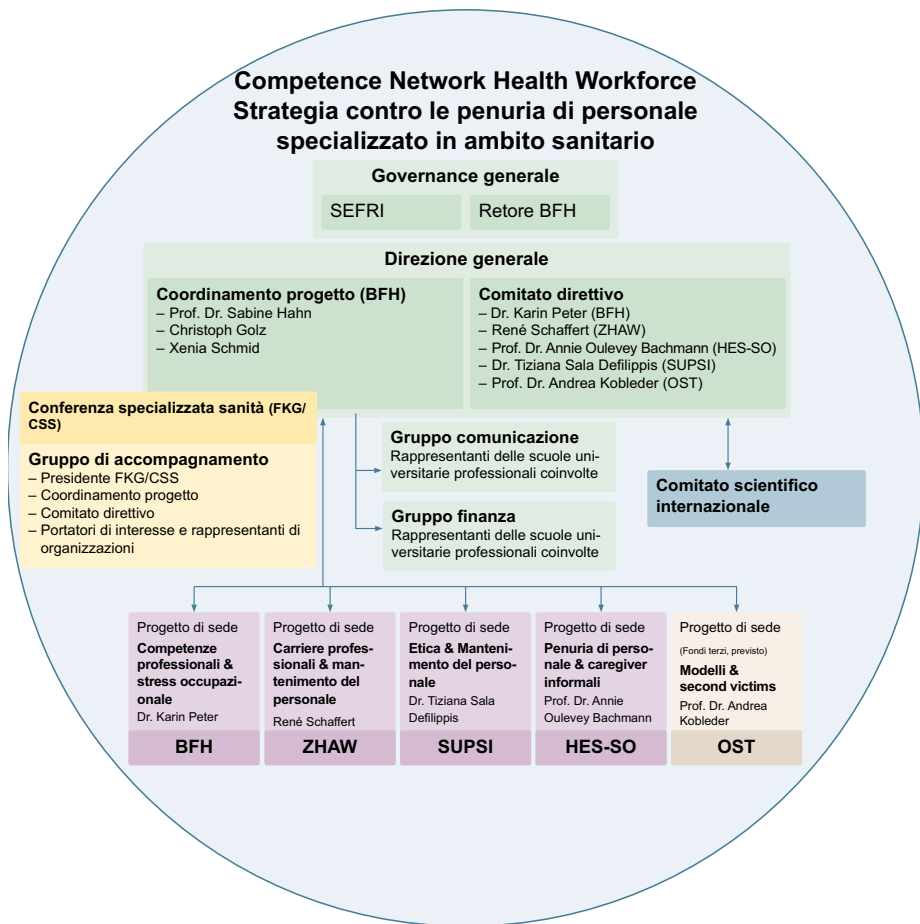 Competence Network Health Workforce
Strategia contro le penuria di personale
specializzato in ambito sanitario
Governance generale
SEFRI
Retore BFH
Direzione generale
Coordinamento progetto (BFH)
– Prof. Dr. Sabine Hahn
– Christoph Golz
– Xenia Schmid
Comitato direttivo
– Dr. Karin Peter (BFH)
– René Schaffert (ZHAW)
– Prof. Dr. Annie Oulevey Bachmann (HES-SO)
– Dr. Tiziana Sala Defilippis (SUPSI)
– Prof. Dr. Andrea Kobleder (OST)
Conferenza specializzata sanità (FKG/
CSS)
Gruppo di accompagnamento
– Presidente FKG/CSS
– Coordinamento progetto
– Comitato direttivo
– Portatori di interesse e rappresentanti di
organizzazioni
Gruppo comunicazione
Rappresentanti delle scuole uni-
versitarie professionali coinvolte
Gruppo finanza
Rappresentanti delle scuole uni-
versitarie professionali coinvolte
Comitato scientifico
internazionale
Progetto di sede
Competenze
professionali &
stress occupazi-
onale
Dr. Karin Peter
BFH
Progetto di sede
Carriere profes-
sionali & man-
tenimento del
personale
René Schaffert
ZHAW
Progetto di sede
Etica & Manteni-
mento del perso-
nale
Dr. Tiziana Sala
Defilippis
SUPSI
Progetto di sede
Penuria di perso-
nale & caregiver
informali
Prof. Dr. Annie
Oulevey Bachmann
HES-SO
Progetto di sede
(Fondi terzi, previsto)
Modelli &
second victims
Prof. Dr. Andrea
Kobleder
OST